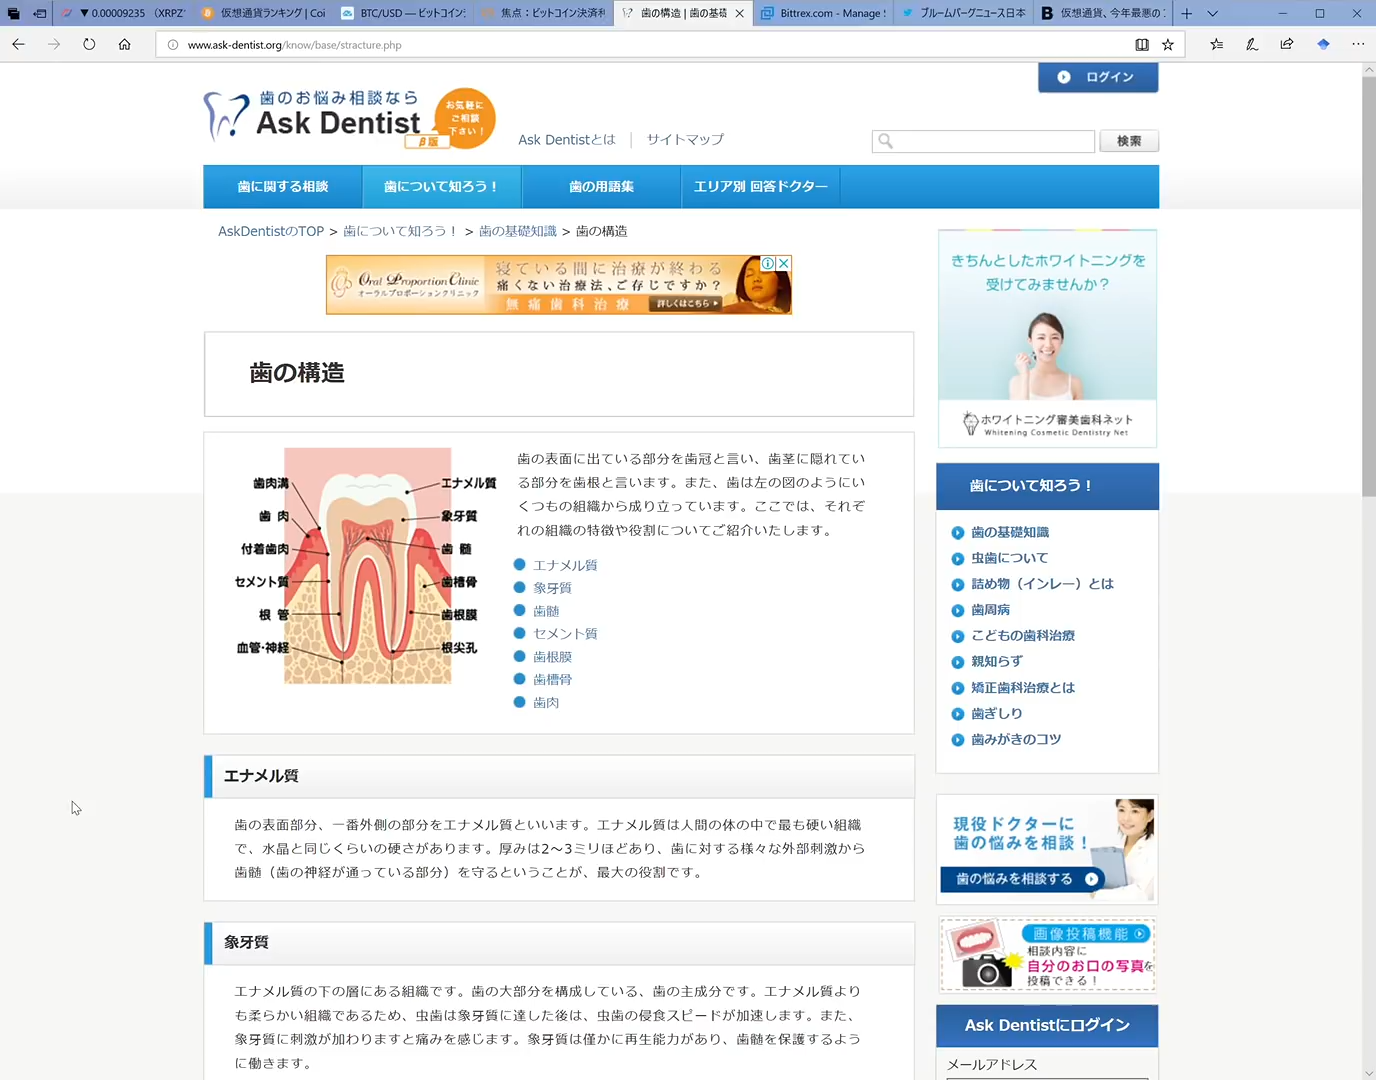 ▼ 0.00009235 （XRPZ
仮想通貨ランキング | Coi
BTC/USD — ビットコイン
焦点：ビットコイン決済利
歯の構造 | 歯の基礎
Bittrex.com - Manage
ブルームバーグニュース日本
仮想通貨、今年最悪の
www.ask-dentist.org/know/base/stracture.php
ログイン
歯のお悩み相談なら
Ask Dentist
β版
お気軽に
ご相談
下さい！
Ask Dentistとは
サイトマップ
検索
歯に関する相談
歯について知ろう！
歯の用語集
エリア別 回答ドクター
AskDentistのTOP > 歯について知ろう！ > 歯の基礎知識 > 歯の構造
Oral Proportion Clinic
オーラルプロポーションクリニック
寝ている間に治療が終わる
痛くない治療法、ご存じですか？
無痛歯科治療
詳しくはこちら
歯の構造
歯肉溝
歯 肉
付着歯肉
セメント質
根 管
血管・神経
エナメル質
象牙質
歯 髄
歯槽骨
歯根膜
根尖孔
歯の表面に出ている部分を歯冠と言い、歯茎に隠れてい
る部分を歯根と言います。また、歯は左の図のようにい
くつもの組織から成り立っています。ここでは、それぞ
れの組織の特徴や役割についてご紹介いたします。
エナメル質
象牙質
歯髄
セメント質
歯根膜
歯槽骨
歯肉
エナメル質
歯の表面部分、一番外側の部分をエナメル質といいます。エナメル質は人間の体の中で最も硬い組織
で、水晶と同じくらいの硬さがあります。厚みは2～3ミリほどあり、歯に対する様々な外部刺激から
歯髄（歯の神経が通っている部分）を守るということが、最大の役割です。
象牙質
エナメル質の下の層にある組織です。歯の大部分を構成している、歯の主成分です。エナメル質より
も柔らかい組織であるため、虫歯は象牙質に達した後は、虫歯の侵食スピードが加速します。また、
象牙質に刺激が加わりますと痛みを感じます。象牙質は僅かに再生能力があり、歯髄を保護するよう
に働きます。
きちんとしたホワイトニングを
受けてみませんか？
ホワイトニング審美歯科ネット
Whitening Cosmetic Dentistry Net
歯について知ろう！
歯の基礎知識
虫歯について
詰め物（インレー）とは
歯周病
こどもの歯科治療
親知らず
矯正歯科治療とは
歯ぎしり
歯みがきのコツ
現役ドクターに
歯の悩みを相談！
歯の悩みを相談する
画像投稿機能
相談内容に
自分のお口の写真を
投稿できる！
Ask Dentistにログイン
メールアドレス